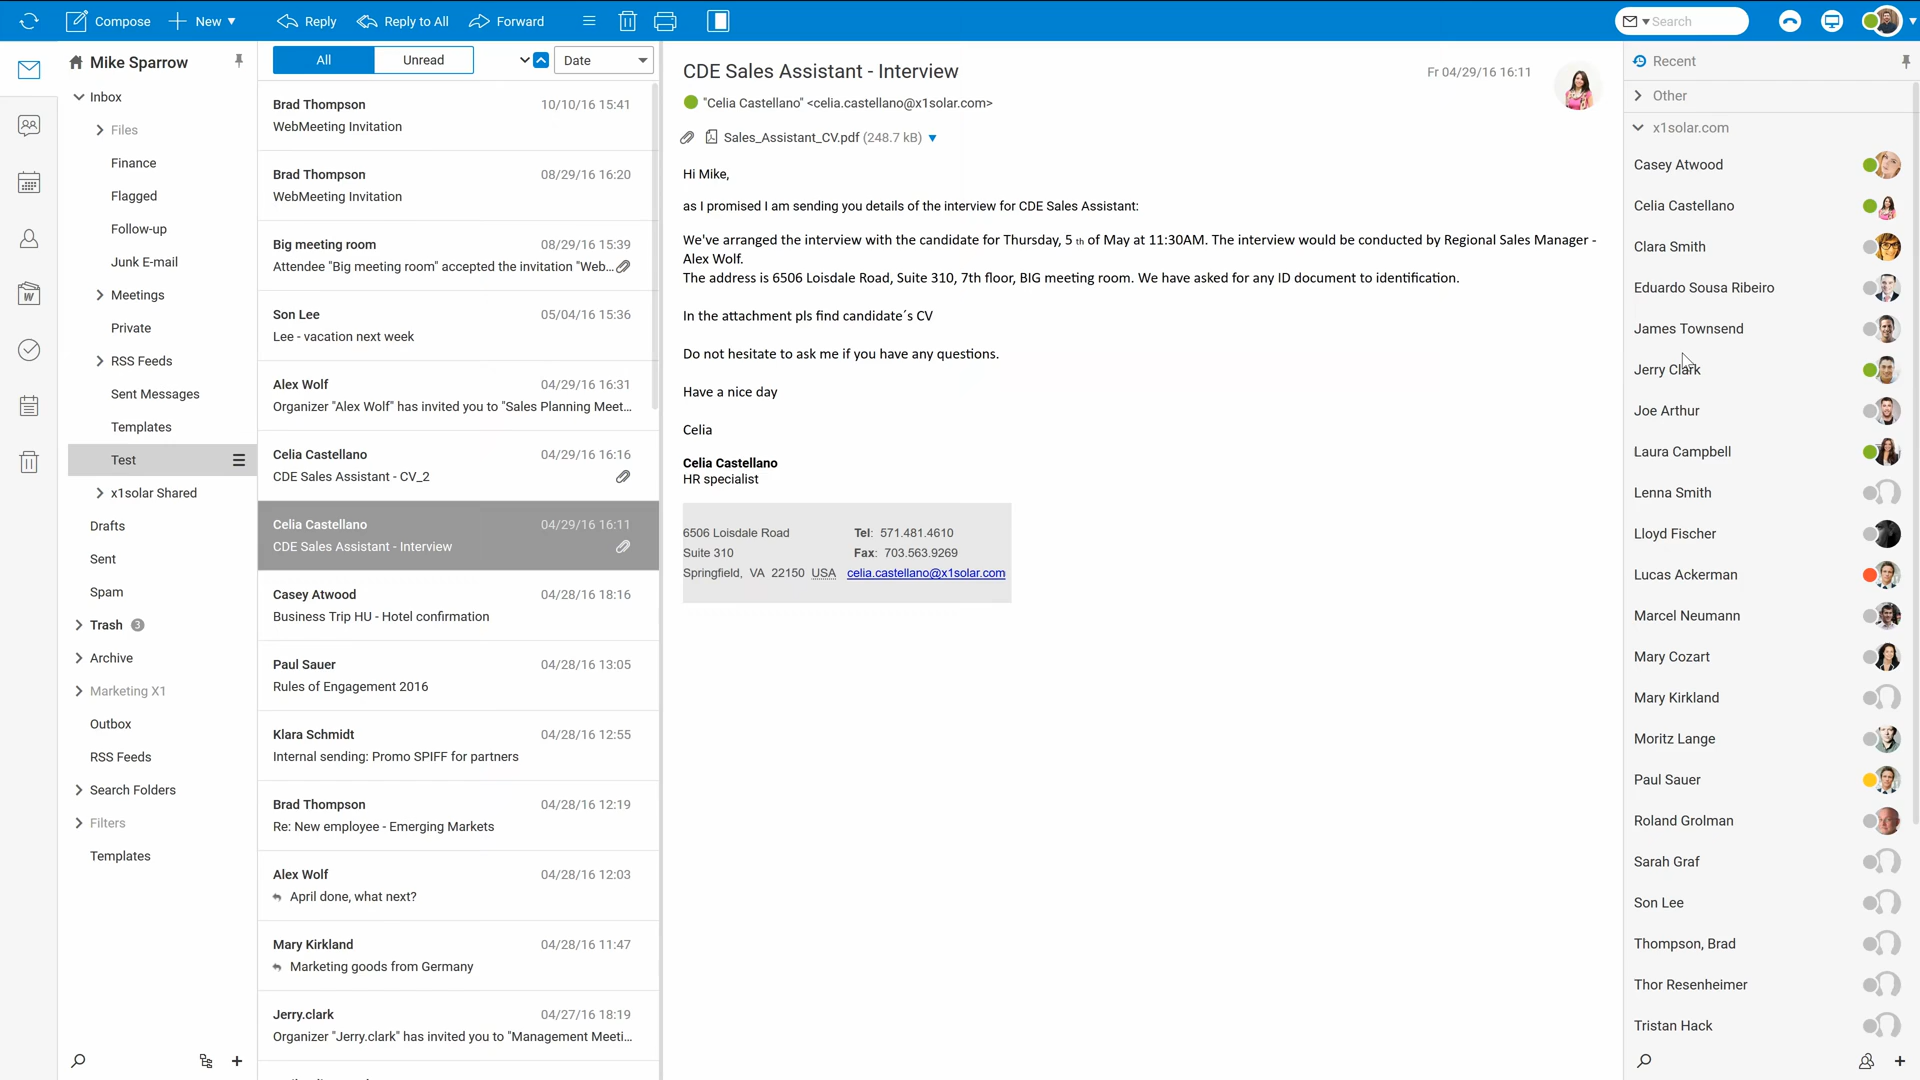 Compose New Reply Reply to All Forward Search
Mike Sparrow
Inbox
Files
Finance
Flagged
Follow-up
Junk E-mail
Meetings
Private
RSS Feeds
Sent Messages
Templates
Test
x1solar Shared
Drafts
Sent
Spam
Trash 3
Archive
Marketing X1
Outbox
RSS Feeds
Search Folders
Filters
Templates
All Unread Date
Brad Thompson 10/10/16 15:41
WebMeeting Invitation
Brad Thompson 08/29/16 16:20
WebMeeting Invitation
Big meeting room 08/29/16 15:39
Attendee "Big meeting room" accepted the invitation "Web...
Son Lee 05/04/16 15:36
Lee - vacation next week
Alex Wolf 04/29/16 16:31
Organizer "Alex Wolf" has invited you to "Sales Planning Meet...
Celia Castellano 04/29/16 16:16
CDE Sales Assistant - CV_2
Celia Castellano 04/29/16 16:11
CDE Sales Assistant - Interview
Casey Atwood 04/28/16 18:16
Business Trip HU - Hotel confirmation
Paul Sauer 04/28/16 13:05
Rules of Engagement 2016
Klara Schmidt 04/28/16 12:55
Internal sending: Promo SPIFF for partners
Brad Thompson 04/28/16 12:19
Re: New employee - Emerging Markets
Alex Wolf 04/28/16 12:03
April done, what next?
Mary Kirkland 04/28/16 11:47
Marketing goods from Germany
Jerry.clark 04/27/16 18:19
Organizer "Jerry.clark" has invited you to "Management Meeti...
CDE Sales Assistant - Interview Fr 04/29/16 16:11
"Celia Castellano" <celia.castellano@x1solar.com>
Sales_Assistant_CV.pdf (248.7 kB)
Hi Mike,
as I promised I am sending you details of the interview for CDE Sales Assistant:
We've arranged the interview with the candidate for Thursday, 5 th of May at 11:30AM. The interview would be conducted by Regional Sales Manager -
Alex Wolf.
The address is 6506 Loisdale Road, Suite 310, 7th floor, BIG meeting room. We have asked for any ID document to identification.
In the attachment pls find candidate´s CV
Do not hesitate to ask me if you have any questions.
Have a nice day
Celia
Celia Castellano
HR specialist
6506 Loisdale Road Tel: 571.481.4610
Suite 310 Fax: 703.563.9269
Springfield, VA 22150 USA celia.castellano@x1solar.com
Recent
Other
x1solar.com
Casey Atwood
Celia Castellano
Clara Smith
Eduardo Sousa Ribeiro
James Townsend
Jerry Clark
Joe Arthur
Laura Campbell
Lenna Smith
Lloyd Fischer
Lucas Ackerman
Marcel Neumann
Mary Cozart
Mary Kirkland
Moritz Lange
Paul Sauer
Roland Grolman
Sarah Graf
Son Lee
Thompson, Brad
Thor Resenheimer
Tristan Hack